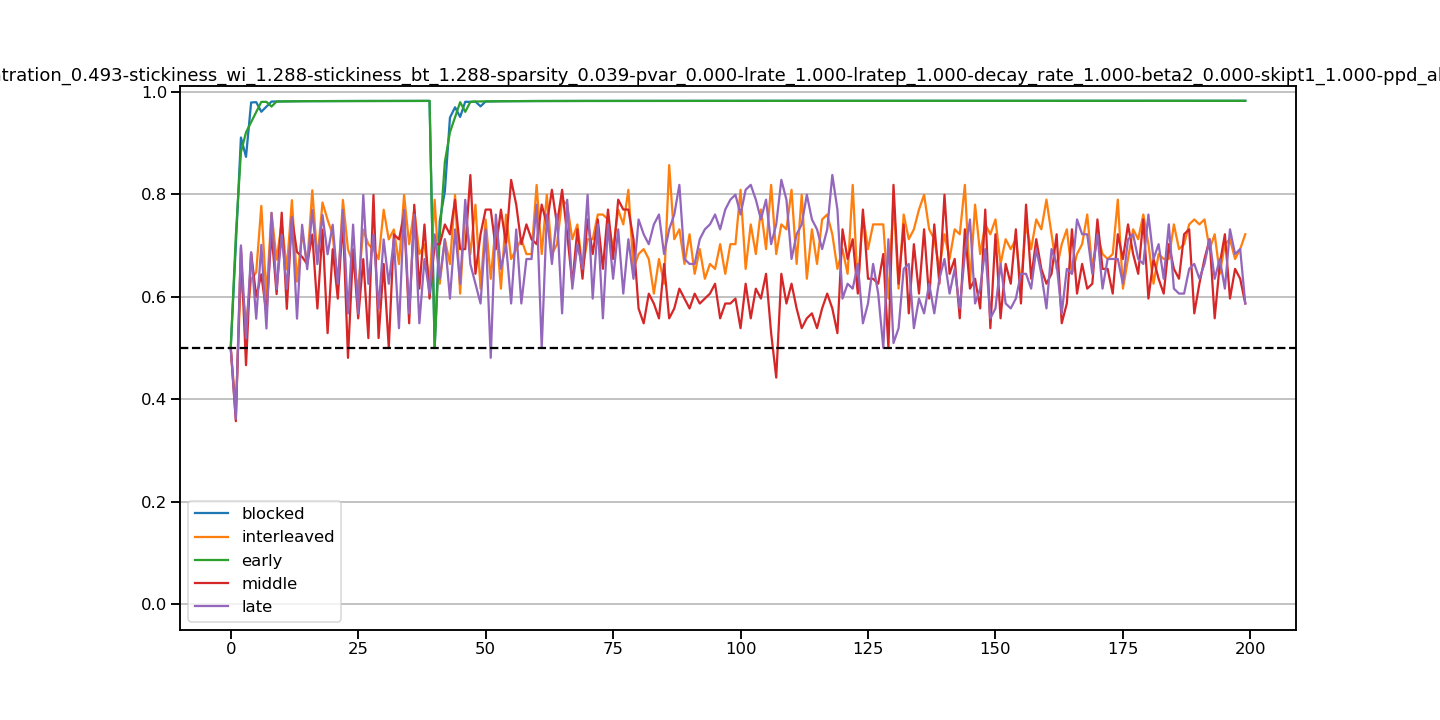 tration_0.493-stickiness_wi_1.288-stickiness_bt_1.288-sparsity_0.039-pvar_0.000-lrate_1.000-lratep_1.000-decay_rate_1.000-beta2_0.000-skipt1_1.000-ppd_al
1.0
0.8
0.6
0.4
0.2
0.0
blocked
interleaved
early
middle
late
0 25 50 75 100 125 150 175 200